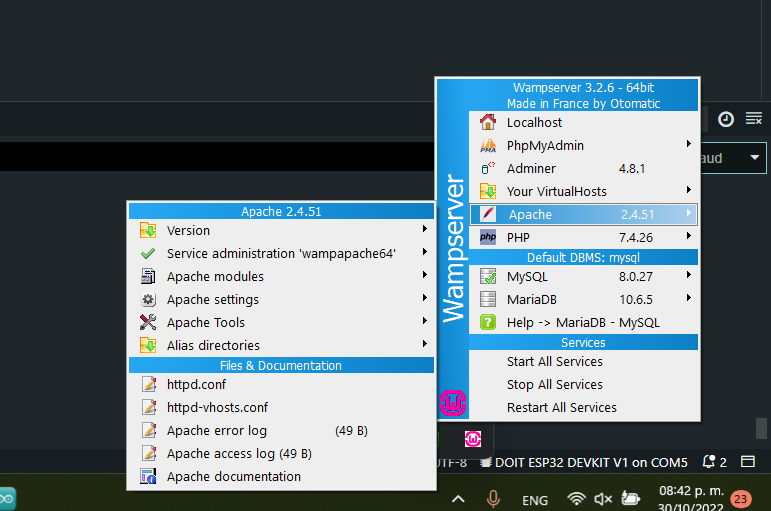 Wampserver 3.2.6 - 64bit
Made in France by Otomatic
Localhost
PhpMyAdmin
PMA
Adminer 4.8.1
Your VirtualHosts
Apache 2.4.51
php PHP 7.4.26
Default DBMS: mysql
MySQL 8.0.27
MariaDB 10.6.5
? Help -> MariaDB - MySQL
Services
Start All Services
Stop All Services
Restart All Services
Wampserver
W
aud
Apache 2.4.51
Version
Service administration 'wampapache64'
Apache modules
Apache settings
Apache Tools
Alias directories
Files & Documentation
httpd.conf
httpd-vhosts.conf
Apache error log (49 B)
Apache access log (49 B)
Apache documentation
W
UTF-8 DOIT ESP32 DEVKIT V1 on COM5 2
ENG 08:42 p. m. 23
30/10/2022